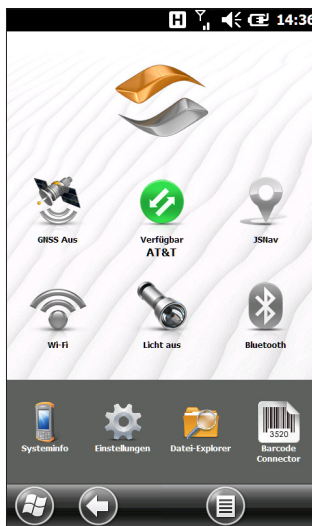 H 14:36
GNSS Aus
Verfügbar
AT&T
JSNav
Wi-Fi
Licht aus
Bluetooth
3520
Systeminfo
Einstellungen
Datei-Explorer
Barcode
Connector